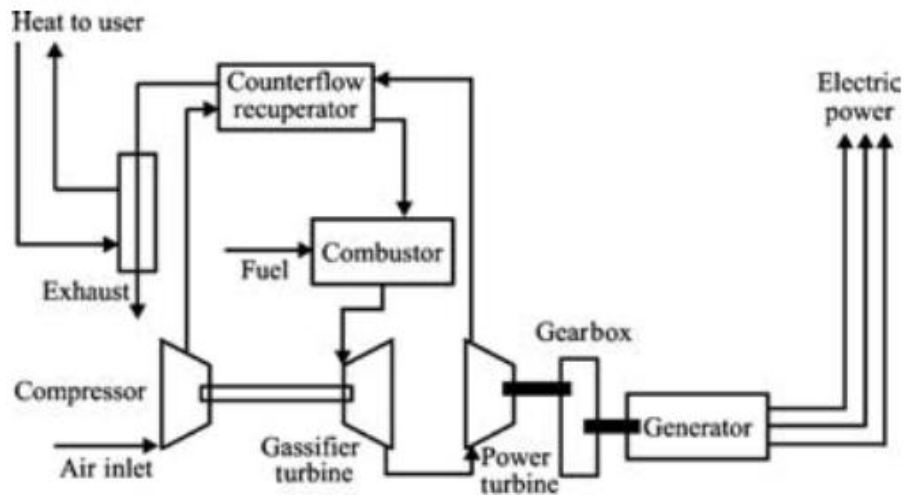 Heat to user
Counterflow
recuperator
Electric
power
Combustor
Fuel
Exhaust
Gearbox
Compressor
Generator
Gassifier
turbine
Power
turbine
Air inlet